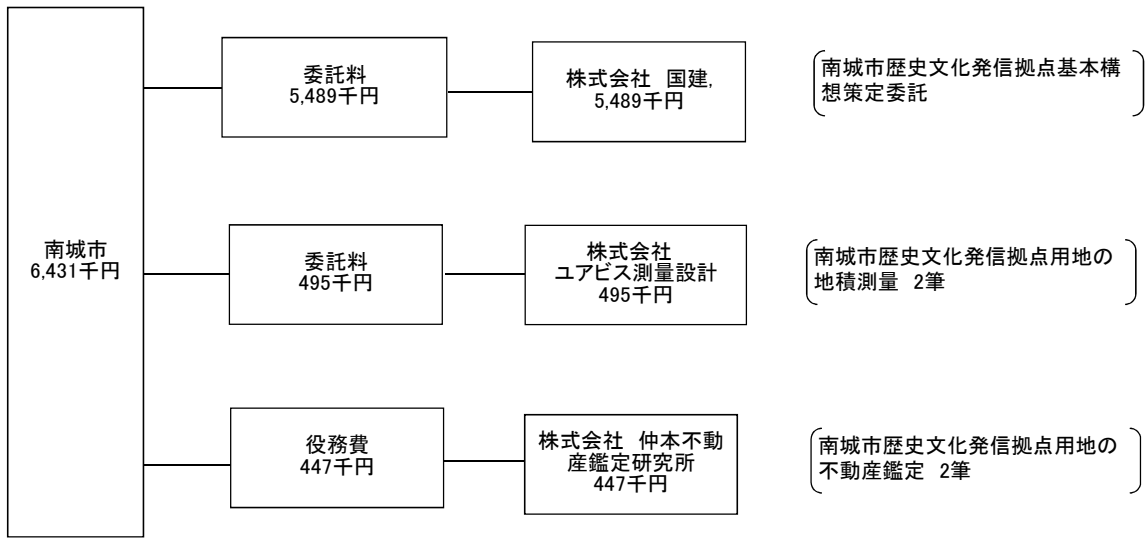 南城市
6,431千円
委託料
5,489千円
株式会社　国建,
5,489千円
南城市歴史文化発信拠点基本構
想策定委託
委託料
495千円
株式会社
ユアビス測量設計
495千円
南城市歴史文化発信拠点用地の
地積測量　2筆
役務費
447千円
株式会社　仲本不動
産鑑定研究所
447千円
南城市歴史文化発信拠点用地の
不動産鑑定　2筆